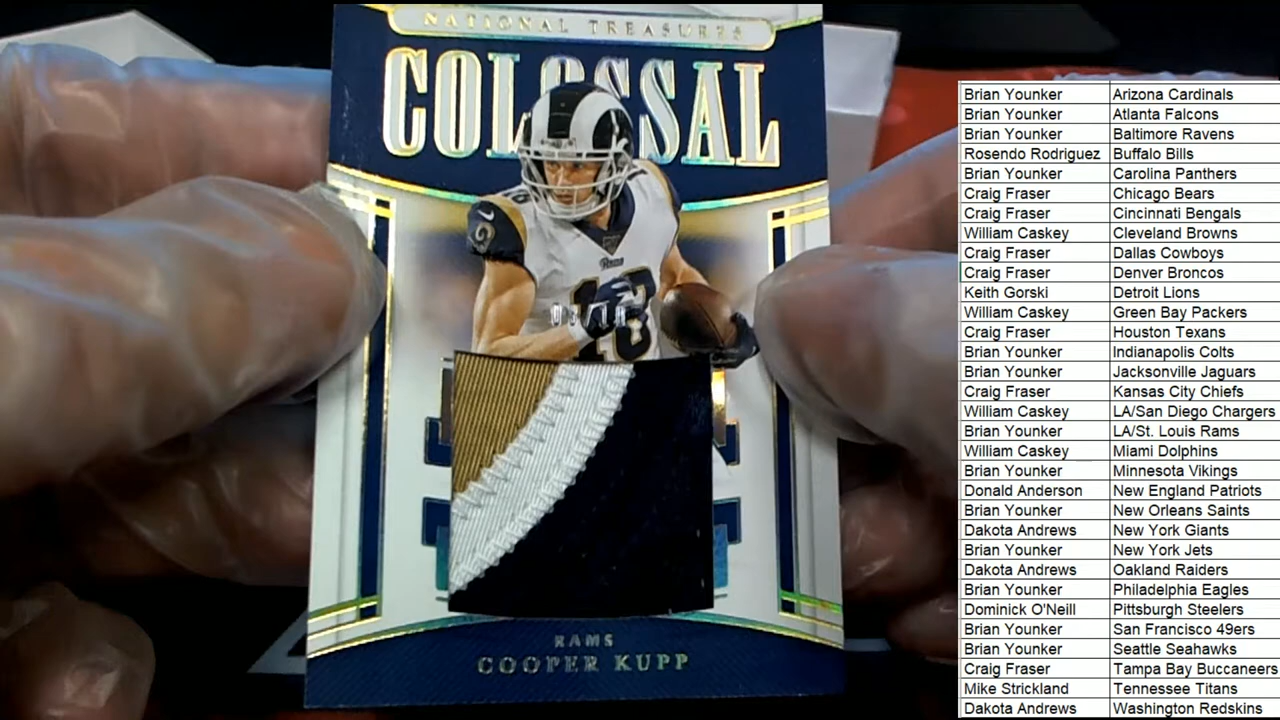 NATIONAL TREASURES
COLOSSAL
Rams
18
RAMS
COOPER KUPP
Brian Younker Arizona Cardinals
Brian Younker Atlanta Falcons
Brian Younker Baltimore Ravens
Rosendo Rodriguez Buffalo Bills
Brian Younker Carolina Panthers
Craig Fraser Chicago Bears
Craig Fraser Cincinnati Bengals
William Caskey Cleveland Browns
Craig Fraser Dallas Cowboys
Craig Fraser Denver Broncos
Keith Gorski Detroit Lions
William Caskey Green Bay Packers
Craig Fraser Houston Texans
Brian Younker Indianapolis Colts
Brian Younker Jacksonville Jaguars
Craig Fraser Kansas City Chiefs
William Caskey LA/San Diego Chargers
Brian Younker LA/St. Louis Rams
William Caskey Miami Dolphins
Brian Younker Minnesota Vikings
Donald Anderson New England Patriots
Brian Younker New Orleans Saints
Dakota Andrews New York Giants
Brian Younker New York Jets
Dakota Andrews Oakland Raiders
Brian Younker Philadelphia Eagles
Dominick O'Neill Pittsburgh Steelers
Brian Younker San Francisco 49ers
Brian Younker Seattle Seahawks
Craig Fraser Tampa Bay Buccaneers
Mike Strickland Tennessee Titans
Dakota Andrews Washington Redskins